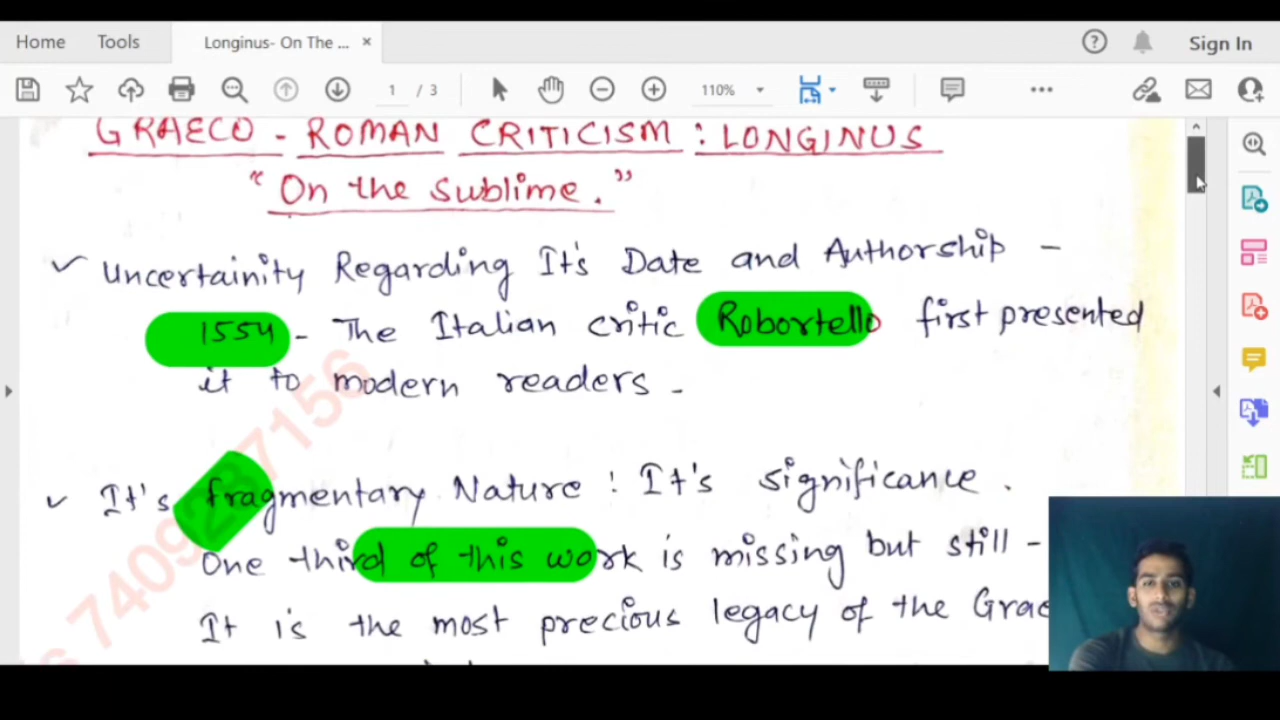 Home Tools Longinus- On The ... × Sign In
1 / 3 110%
GRAECO - ROMAN CRITICISM : LONGINUS
"On the sublime."
✓ Uncertainity Regarding It's Date and Authorship -
1554 - The Italian critic Robortello first presented
it to modern readers -
✓ It's fragmentary Nature : It's significance.
One third of this work is missing but still -
It is the most precious legacy of the Grae
7409287156